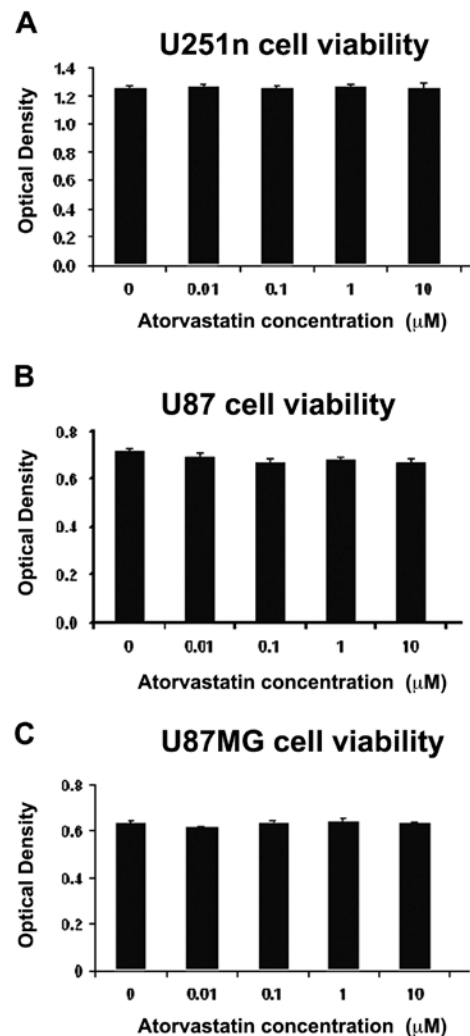 A
U251n cell viability
1.4
1.2
1.0
0.8
0.6
0.4
0.2
0.0
Optical Density
0 0.01 0.1 1 10
Atorvastatin concentration (μM)
B
U87 cell viability
0.8
0.6
0.4
0.2
0.0
Optical Density
0 0.01 0.1 1 10
Atorvastatin concentration (μM)
C
U87MG cell viability
0.8
0.6
0.4
0.2
0
Optical Density
0 0.01 0.1 1 10
Atorvastatin concentration (μM)